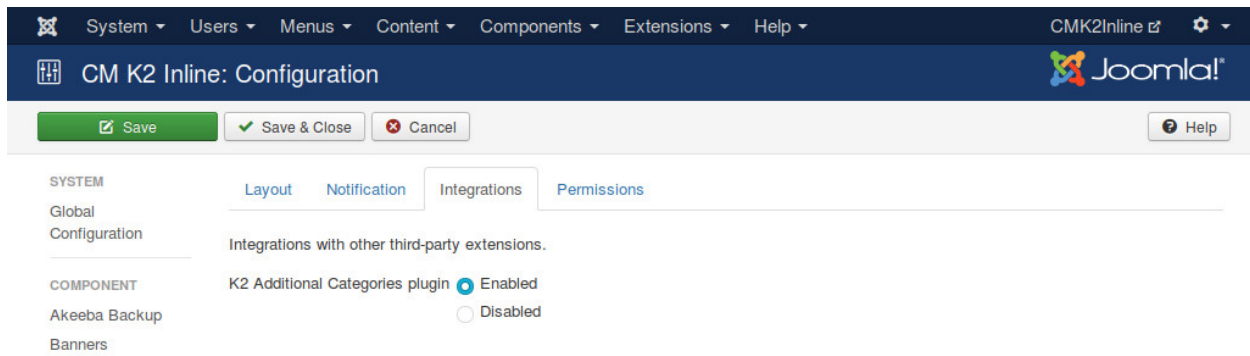 System Users Menus Content Components Extensions Help CMK2Inline
CM K2 Inline: Configuration Joomla!
Save Save & Close Cancel Help
SYSTEM
Global
Configuration
COMPONENT
Akeeba Backup
Banners
Layout Notification Integrations Permissions
Integrations with other third-party extensions.
K2 Additional Categories plugin Enabled
Disabled